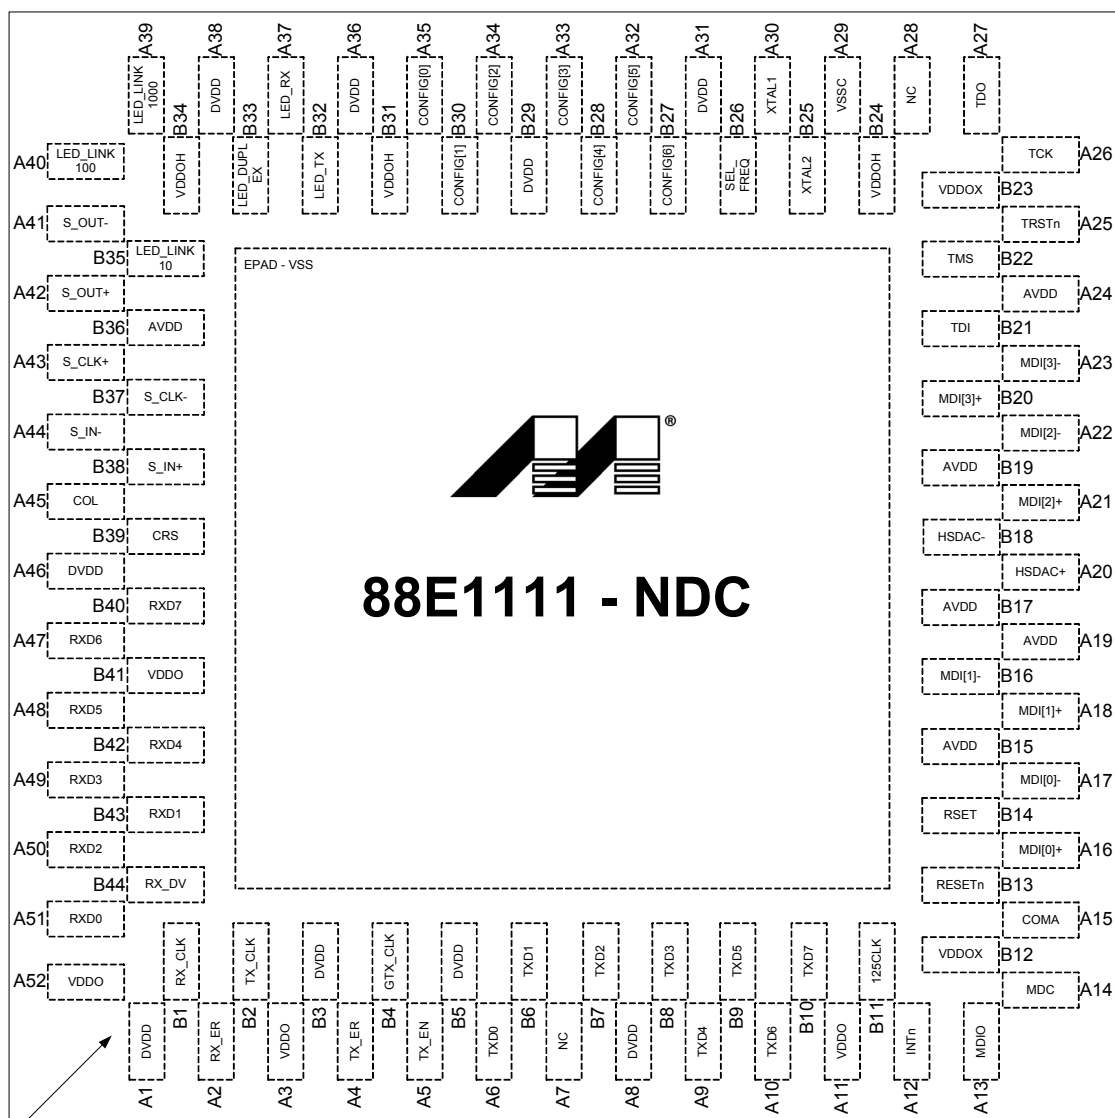 A39
A38
A37
A36
A35
A34
A33
A32
A31
A30
A29
A28
A27
LED_LINK
1000
DVDD
LED_RX
DVDD
CONFIG[0]
CONFIG[2]
CONFIG[3]
CONFIG[5]
DVDD
XTAL1
VSSC
NC
TDO
B34
B33
B32
B31
B30
B29
B28
B27
B26
B25
B24
VDDOH
LED_DUPL
EX
LED_TX
VDDOH
CONFIG[1]
DVDD
CONFIG[4]
CONFIG[6]
SEL_
FREQ
XTAL2
VDDOH
A40 LED_LINK
100
A41 S_OUT-
B35 LED_LINK
10
A42 S_OUT+
B36 AVDD
A43 S_CLK+
B37 S_CLK-
A44 S_IN-
B38 S_IN+
A45 COL
B39 CRS
A46 DVDD
B40 RXD7
A47 RXD6
B41 VDDO
A48 RXD5
B42 RXD4
A49 RXD3
B43 RXD1
A50 RXD2
B44 RX_DV
A51 RXD0
A52 VDDO
EPAD - VSS
®
88E1111 - NDC
TCK A26
VDDOX B23
TRSTn A25
TMS B22
AVDD A24
TDI B21
MDI[3]- A23
MDI[3]+ B20
MDI[2]- A22
AVDD B19
MDI[2]+ A21
HSDAC- B18
HSDAC+ A20
AVDD B17
AVDD A19
MDI[1]- B16
MDI[1]+ A18
AVDD B15
MDI[0]- A17
RSET B14
MDI[0]+ A16
RESETn B13
COMA A15
VDDOX B12
MDC A14
RX_CLK
TX_CLK
DVDD
GTX_CLK
DVDD
TXD1
TXD2
TXD3
TXD5
TXD7
125CLK
B1
B2
B3
B4
B5
B6
B7
B8
B9
B10
B11
DVDD
RX_ER
VDDO
TX_ER
TX_EN
TXD0
NC
DVDD
TXD4
TXD6
VDDO
INTn
MDIO
A1
A2
A3
A4
A5
A6
A7
A8
A9
A10
A11
A12
A13